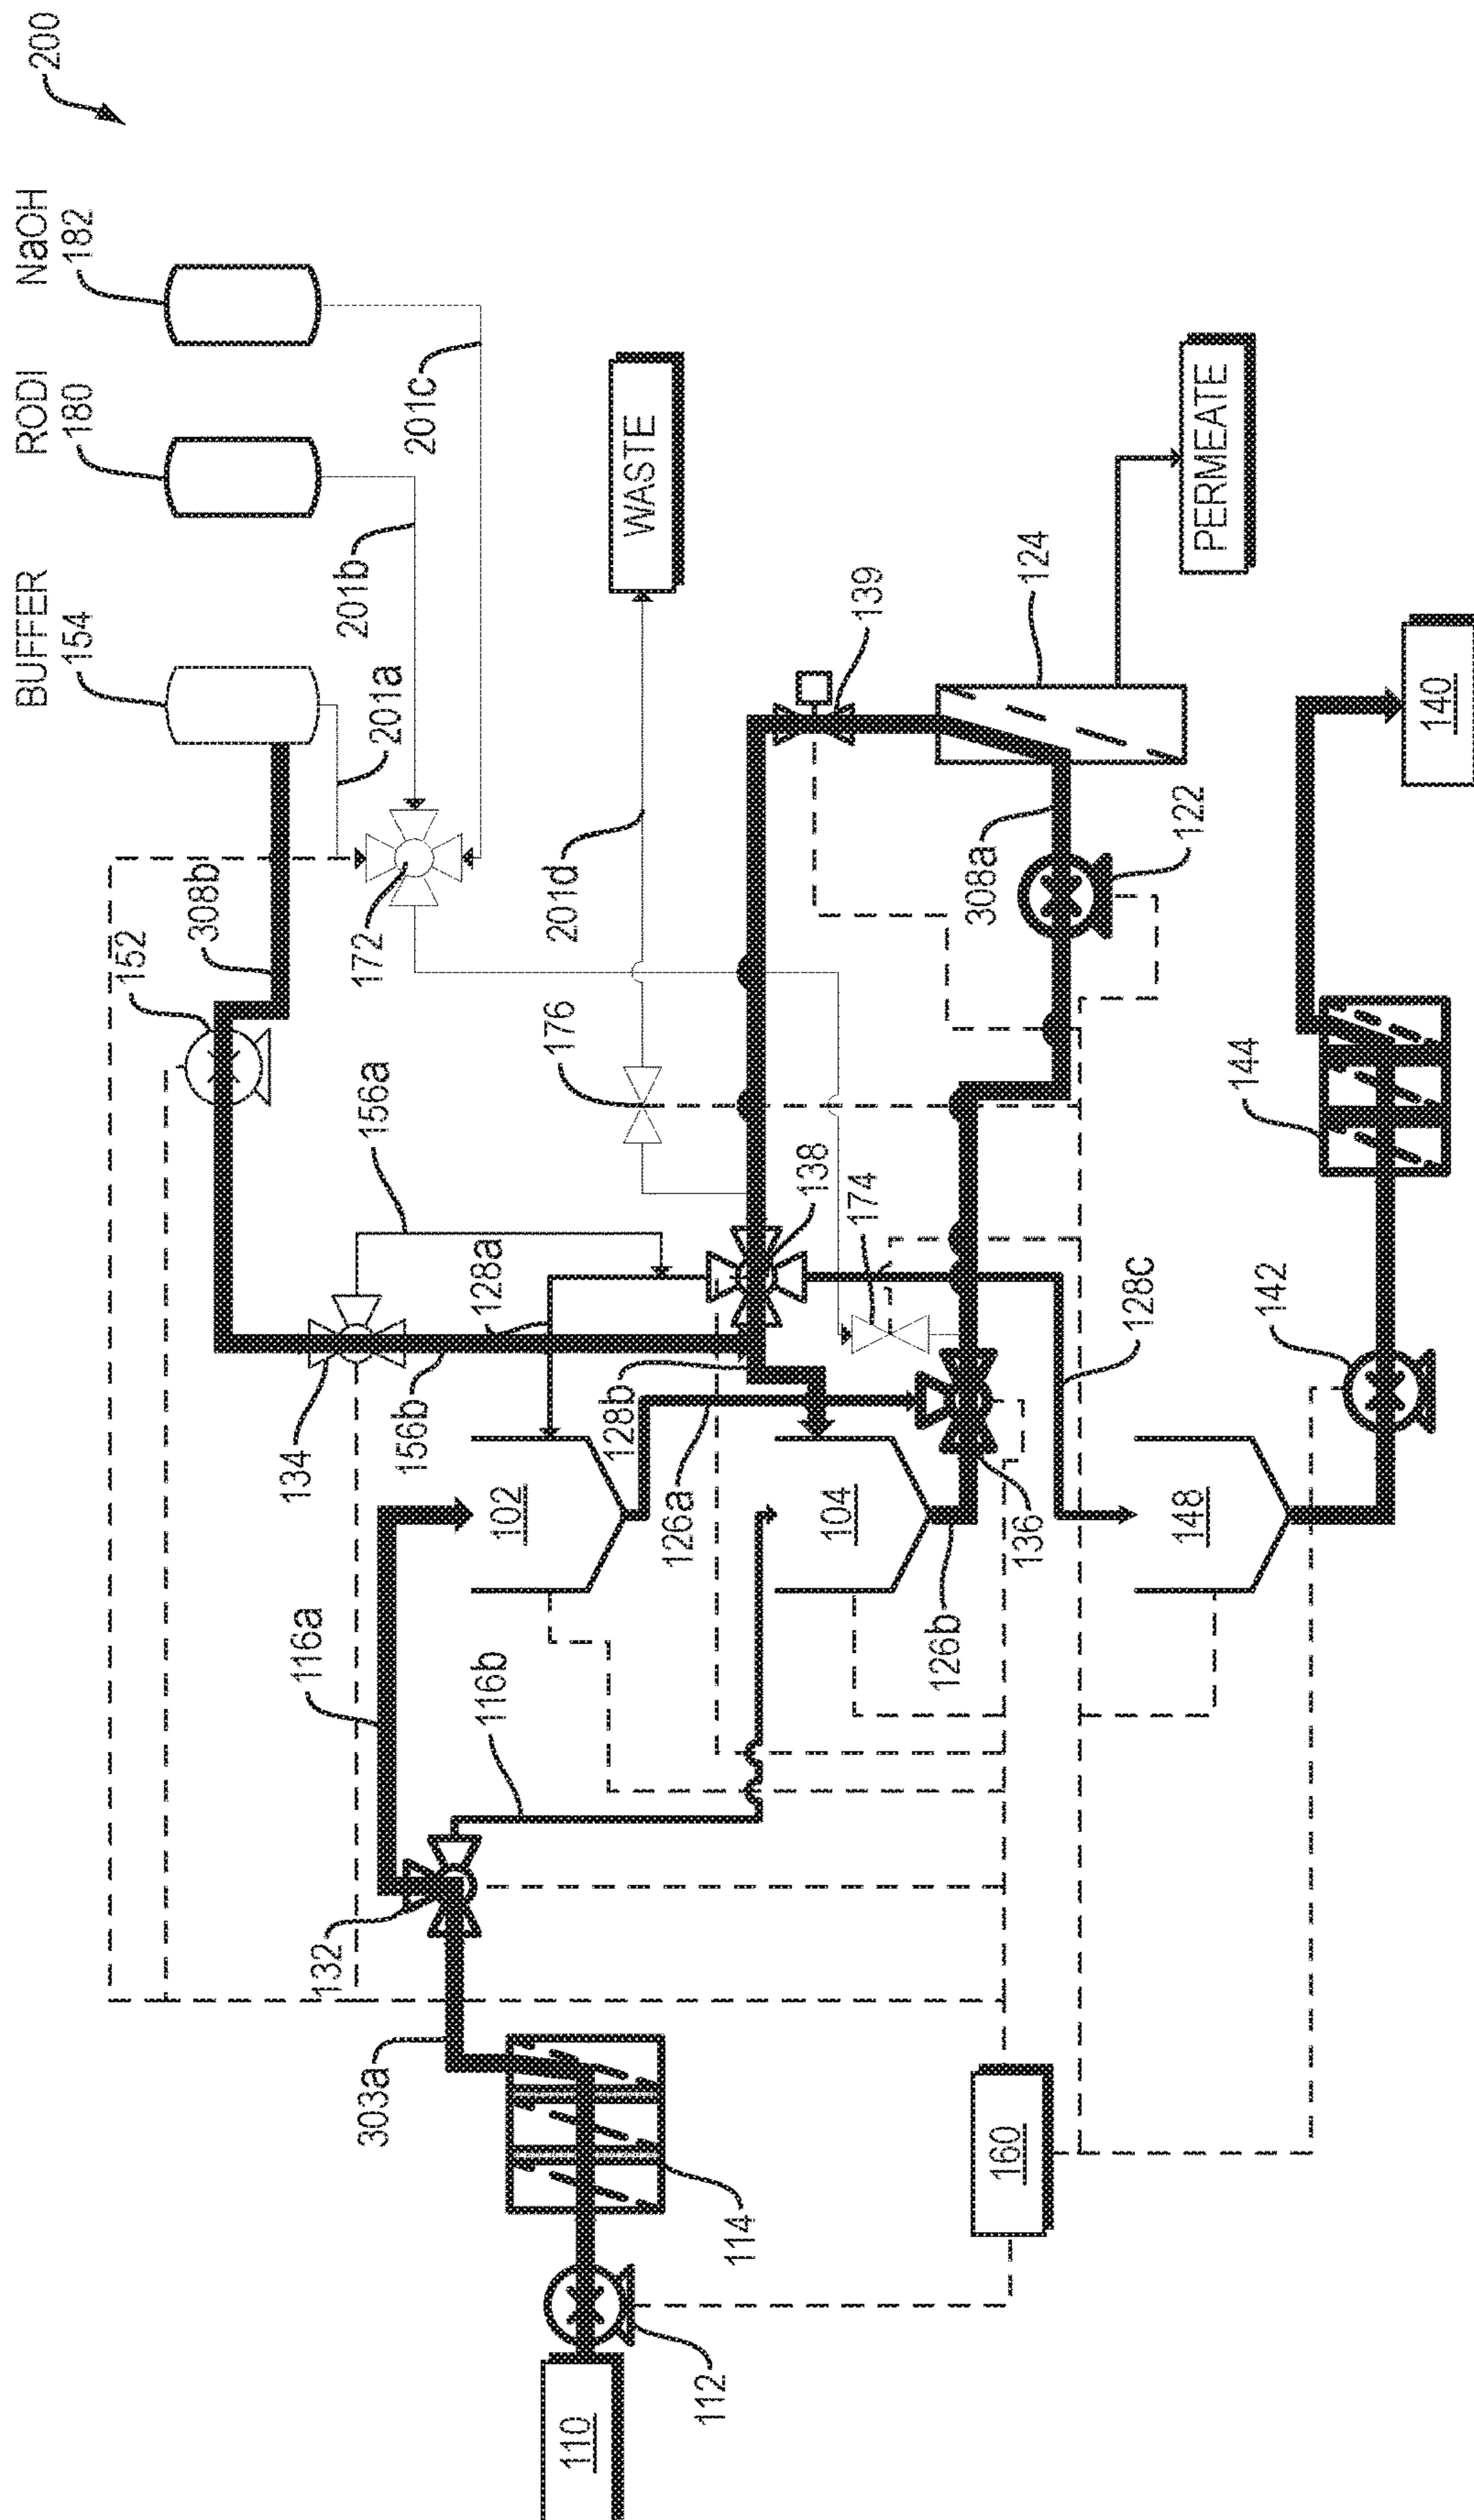 200
BUFFER
154
RODI
180
NaOH
182
152
308b
201a
201b
201c
172
156a
176
201d
WASTE
134
156b
128a
138
174
139
124
PERMEATE
308a
122
116a
102
128b
126a
104
136
126b
128c
144
140
142
148
132
116b
303a
114
110
112
160